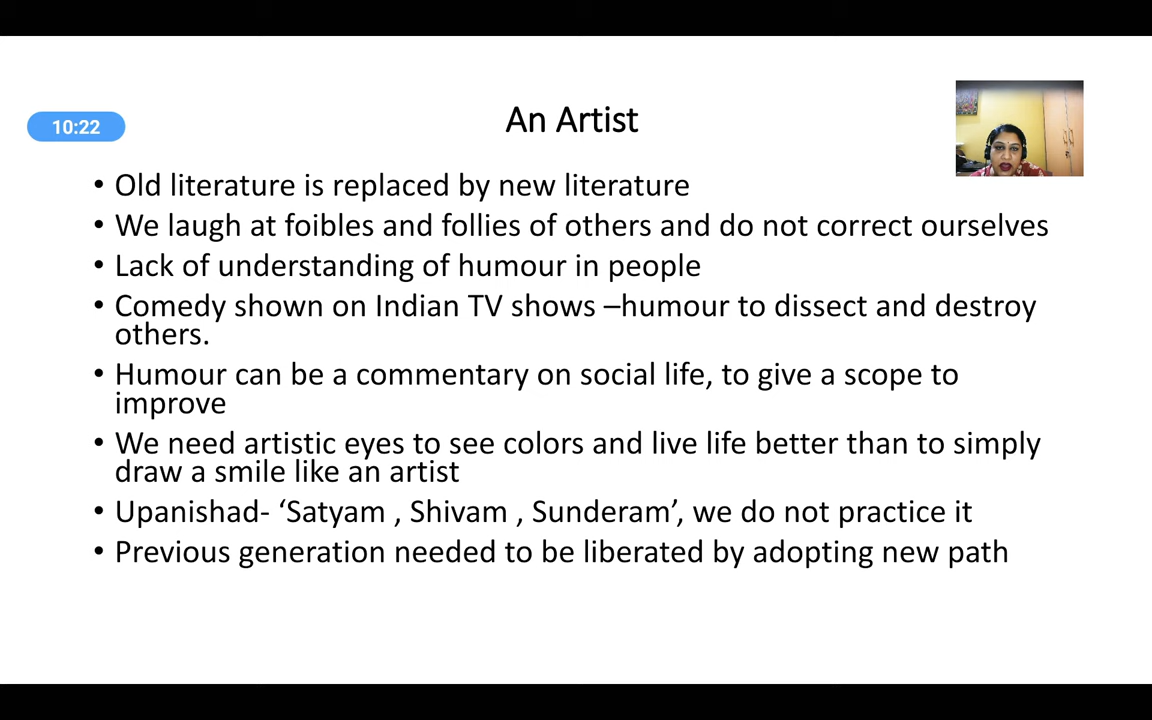 An Artist
10:22
• Old literature is replaced by new literature
• We laugh at foibles and follies of others and do not correct ourselves
• Lack of understanding of humour in people
• Comedy shown on Indian TV shows –humour to dissect and destroy
others.
• Humour can be a commentary on social life, to give a scope to
improve
• We need artistic eyes to see colors and live life better than to simply
draw a smile like an artist
• Upanishad- ‘Satyam , Shivam , Sunderam’, we do not practice it
• Previous generation needed to be liberated by adopting new path